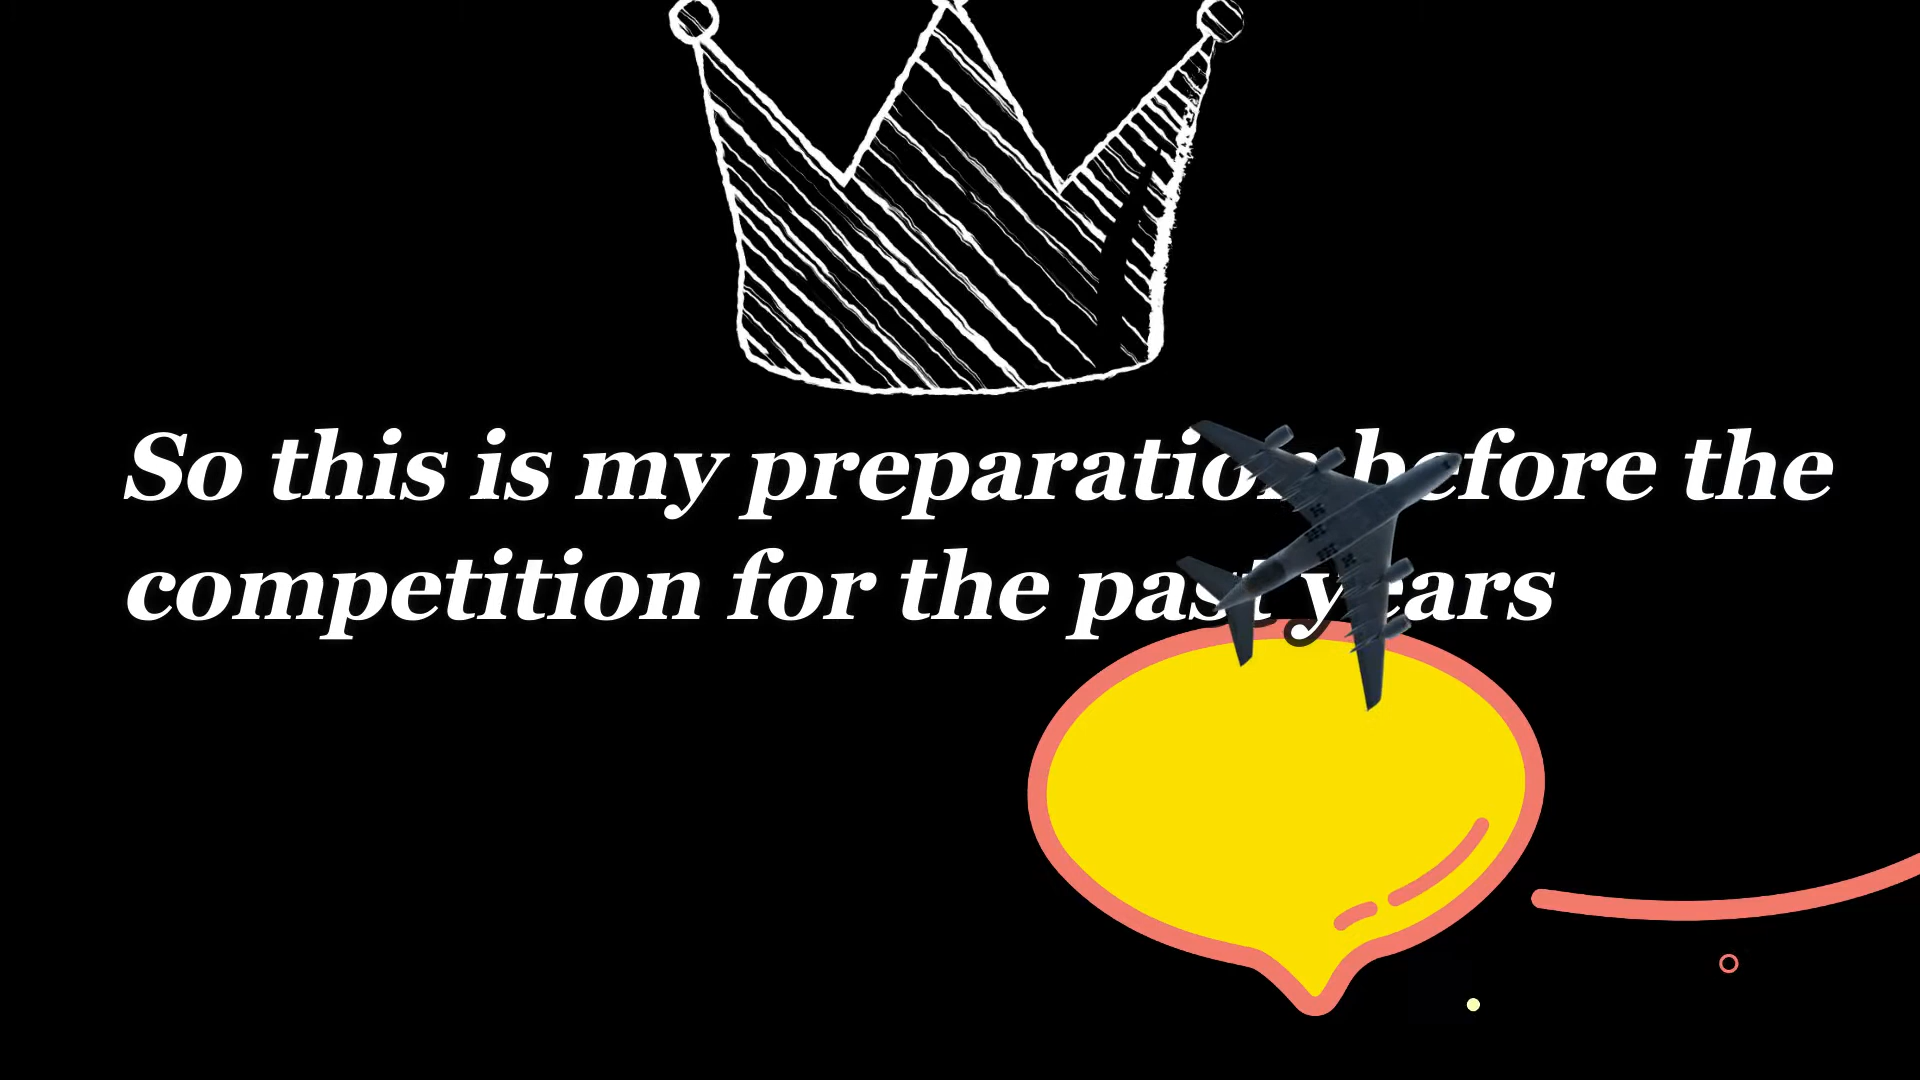 So this is my preparation before the
competition for the past years